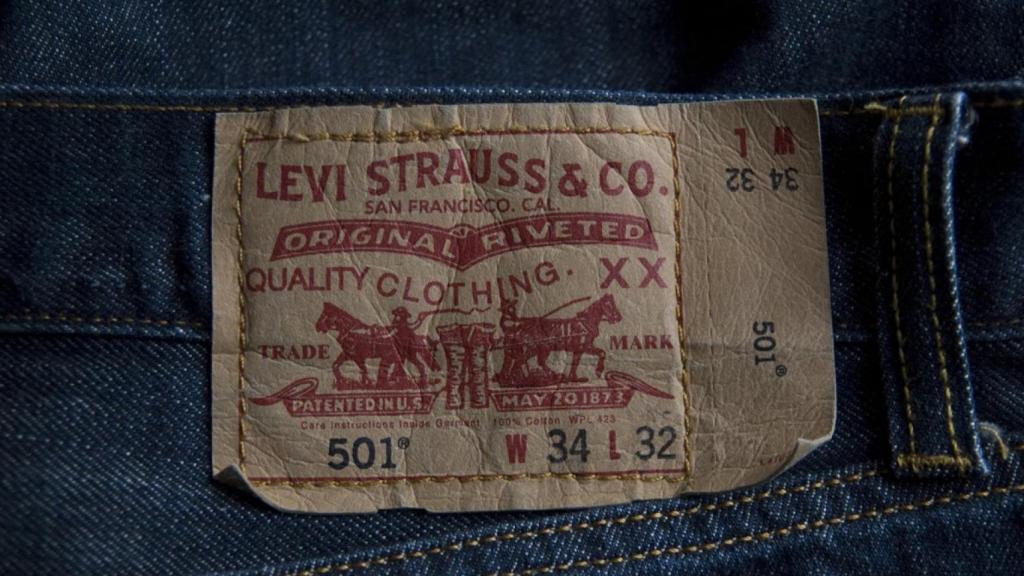 LEVI STRAUSS & CO.
SAN FRANCISCO. CAL.
ORIGINAL RIVETED
QUALITY CLOTHING. XX
TRADE MARK
PATENTED IN U.S. MAY 20 1873
Care Instructions Inside Garment 100% Cotton WPL 423
501® W 34 L 32
W L
34 32
501®